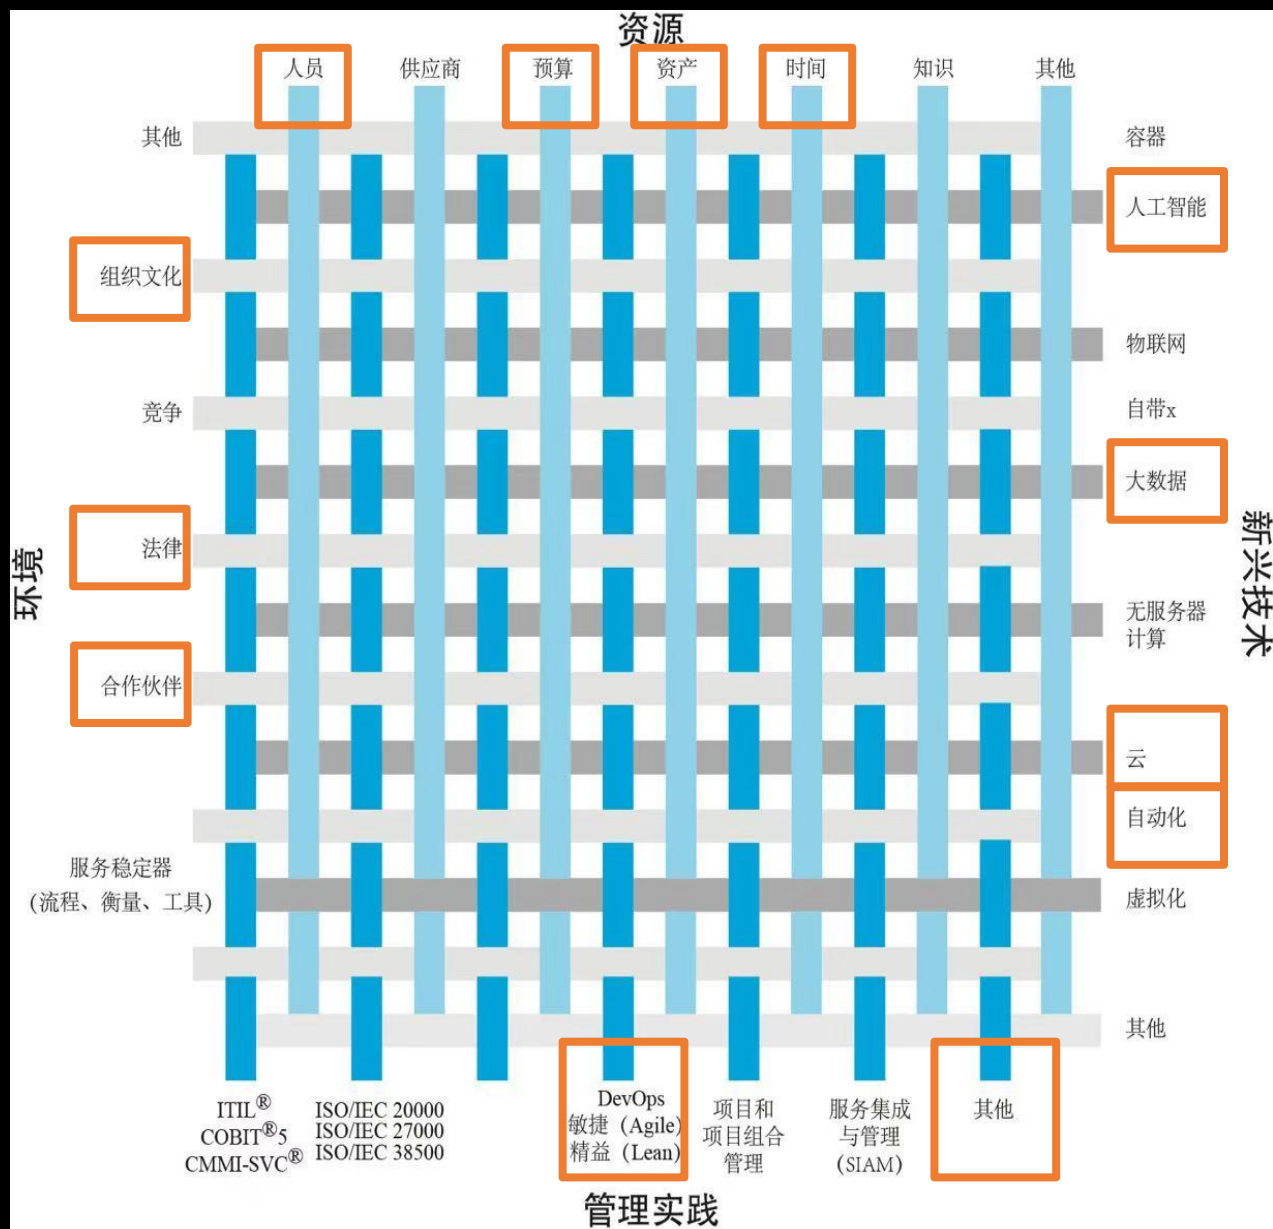 资源
人员
供应商
预算
资产
时间
知识
其他
其他
容器
人工智能
组织文化
物联网
竞争
自带x
大数据
法律
环境
新兴技术
无服务器
计算
合作伙伴
云
自动化
服务稳定器
(流程、衡量、工具)
虚拟化
其他
ITIL®
COBIT®5
CMMI-SVC®
ISO/IEC 20000
ISO/IEC 27000
ISO/IEC 38500
DevOps
敏捷（Agile）
精益（Lean）
项目和
项目组合
管理
服务集成
与管理
(SIAM)
其他
管理实践